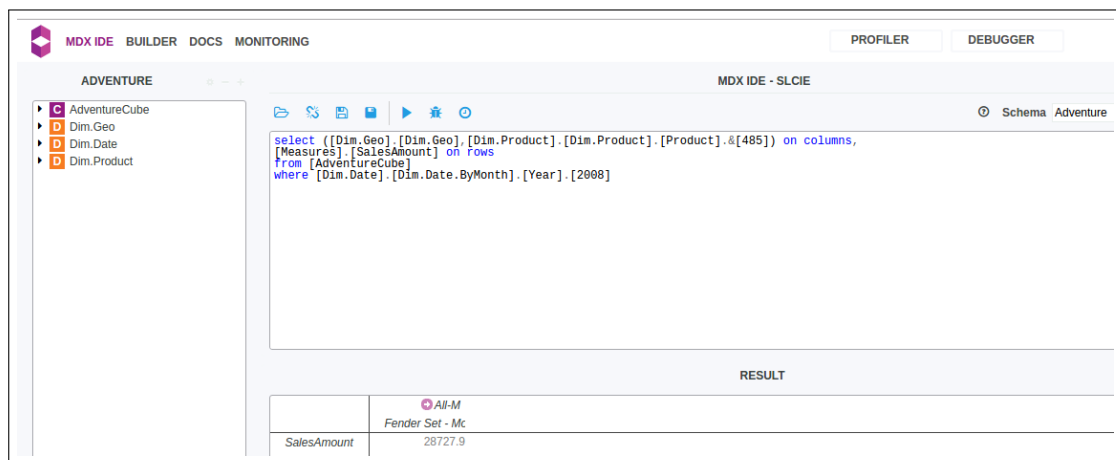 MDX IDE BUILDER DOCS MONITORING PROFILER DEBUGGER
ADVENTURE
MDX IDE - SLCIE
C AdventureCube
D Dim.Geo
D Dim.Date
D Dim.Product
Schema Adventure
select ([Dim.Geo].[Dim.Geo],[Dim.Product].[Dim.Product].[Product].&[485]) on columns,
[Measures].[SalesAmount] on rows
from [AdventureCube]
where [Dim.Date].[Dim.Date.ByMonth].[Year].[2008]
RESULT
All-M
Fender Set - Mc
SalesAmount 28727.9